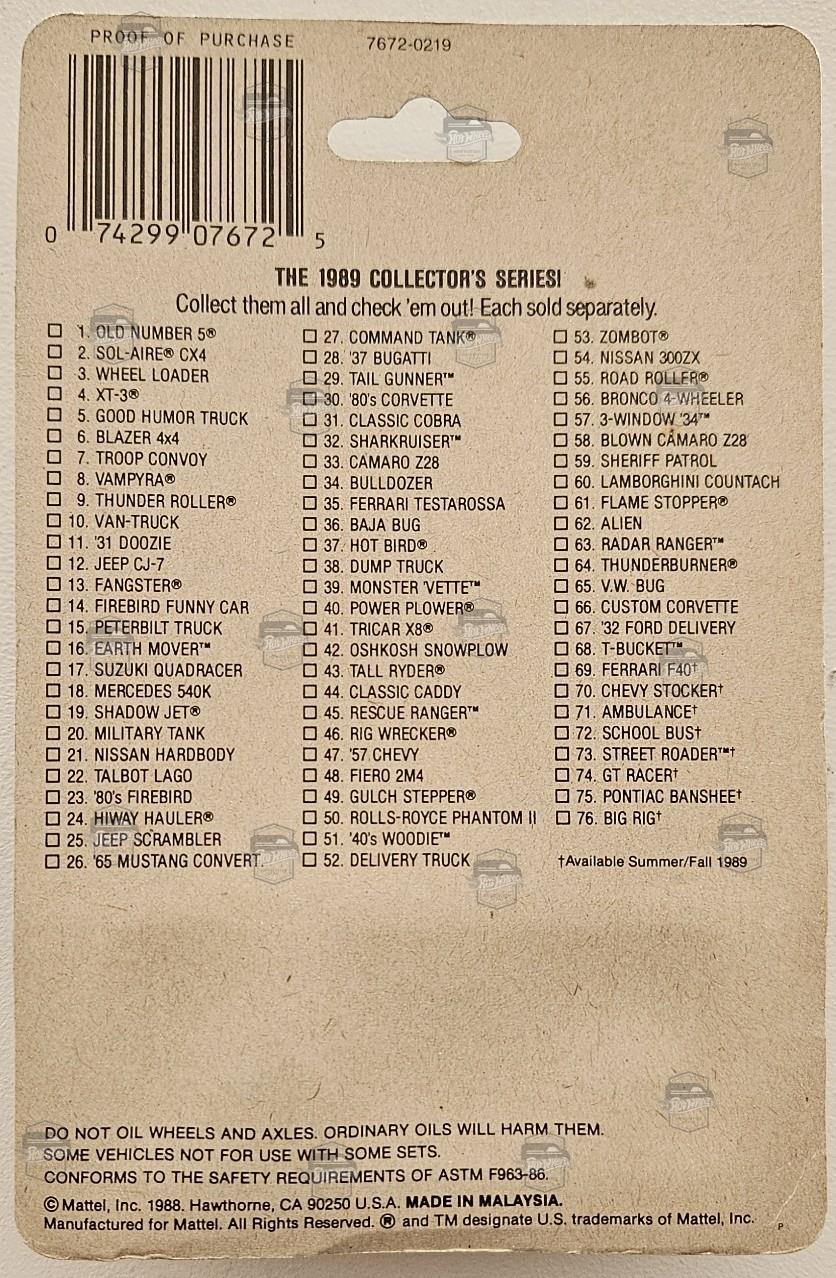 PROOF OF PURCHASE 7672-0219
0 74299 07672 5
THE 1989 COLLECTOR'S SERIES!
Collect them all and check 'em out! Each sold separately.
1. OLD NUMBER 5®
2. SOL-AIRE® CX4
3. WHEEL LOADER
4. XT-3®
5. GOOD HUMOR TRUCK
6. BLAZER 4x4
7. TROOP CONVOY
8. VAMPYRA®
9. THUNDER ROLLER®
10. VAN-TRUCK
11. '31 DOOZIE
12. JEEP CJ-7
13. FANGSTER®
14. FIREBIRD FUNNY CAR
15. PETERBILT TRUCK
16. EARTH MOVER™
17. SUZUKI QUADRACER
18. MERCEDES 540K
19. SHADOW JET®
20. MILITARY TANK
21. NISSAN HARDBODY
22. TALBOT LAGO
23. '80's FIREBIRD
24. HIWAY HAULER®
25. JEEP SCRAMBLER
26. '65 MUSTANG CONVERT.
27. COMMAND TANK®
28. '37 BUGATTI
29. TAIL GUNNER™
30. '80's CORVETTE
31. CLASSIC COBRA
32. SHARKRUISER™
33. CAMARO Z28
34. BULLDOZER
35. FERRARI TESTAROSSA
36. BAJA BUG
37. HOT BIRD®
38. DUMP TRUCK
39. MONSTER 'VETTE™
40. POWER PLOWER®
41. TRICAR X8®
42. OSHKOSH SNOWPLOW
43. TALL RYDER®
44. CLASSIC CADDY
45. RESCUE RANGER™
46. RIG WRECKER®
47. '57 CHEVY
48. FIERO 2M4
49. GULCH STEPPER®
50. ROLLS-ROYCE PHANTOM II
51. '40's WOODIE™
52. DELIVERY TRUCK
53. ZOMBOT®
54. NISSAN 300ZX
55. ROAD ROLLER®
56. BRONCO 4-WHEELER
57. 3-WINDOW '34™
58. BLOWN CAMARO Z28
59. SHERIFF PATROL
60. LAMBORGHINI COUNTACH
61. FLAME STOPPER®
62. ALIEN
63. RADAR RANGER™
64. THUNDERBURNER®
65. V.W. BUG
66. CUSTOM CORVETTE
67. '32 FORD DELIVERY
68. T-BUCKET™
69. FERRARI F40†
70. CHEVY STOCKER†
71. AMBULANCE†
72. SCHOOL BUS†
73. STREET ROADER™†
74. GT RACER†
75. PONTIAC BANSHEE†
76. BIG RIG†
†Available Summer/Fall 1989
DO NOT OIL WHEELS AND AXLES. ORDINARY OILS WILL HARM THEM.
SOME VEHICLES NOT FOR USE WITH SOME SETS.
CONFORMS TO THE SAFETY REQUIREMENTS OF ASTM F963-86.
© Mattel, Inc. 1988. Hawthorne, CA 90250 U.S.A. MADE IN MALAYSIA.
Manufactured for Mattel. All Rights Reserved. ® and TM designate U.S. trademarks of Mattel, Inc. P